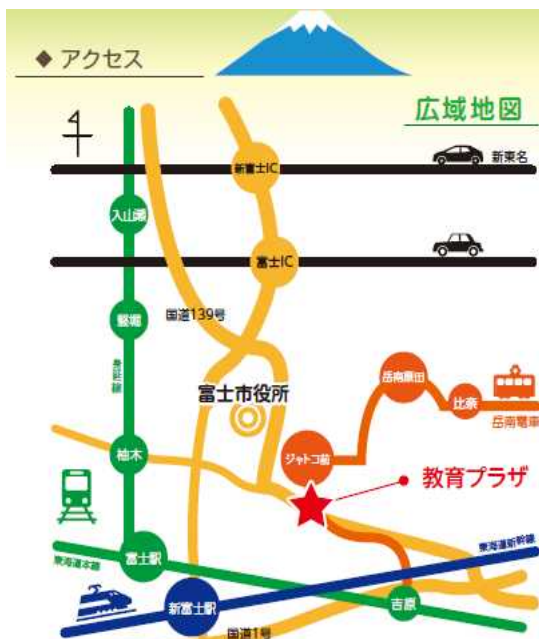 ◆ アクセス
広域地図
新東名
新富士IC
入山瀬
富士IC
竪堀
国道139号
身延線
岳南原田
比奈
岳南電車
富士市役所
柚木
ジャトコ前
教育プラザ
東海道新幹線
東海道本線
富士駅
新富士駅
吉原
国道1号